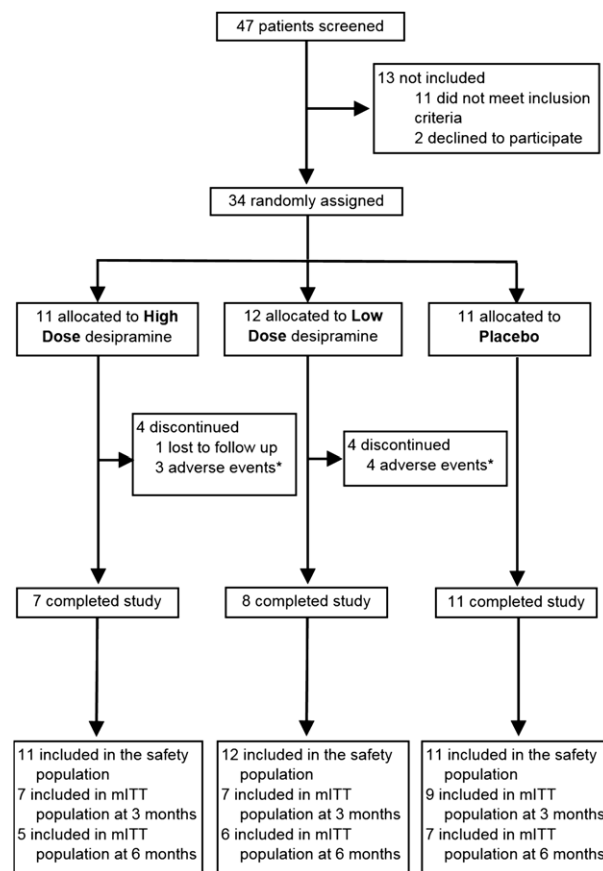 47 patients screened
13 not included
11 did not meet inclusion
criteria
2 declined to participate
34 randomly assigned
11 allocated to High
Dose desipramine
12 allocated to Low
Dose desipramine
11 allocated to
Placebo
4 discontinued
1 lost to follow up
3 adverse events*
4 discontinued
4 adverse events*
7 completed study
8 completed study
11 completed study
11 included in the safety
population
7 included in mITT
population at 3 months
5 included in mITT
population at 6 months
12 included in the safety
population
7 included in mITT
population at 3 months
6 included in mITT
population at 6 months
11 included in the safety
population
9 included in mITT
population at 3 months
7 included in mITT
population at 6 months